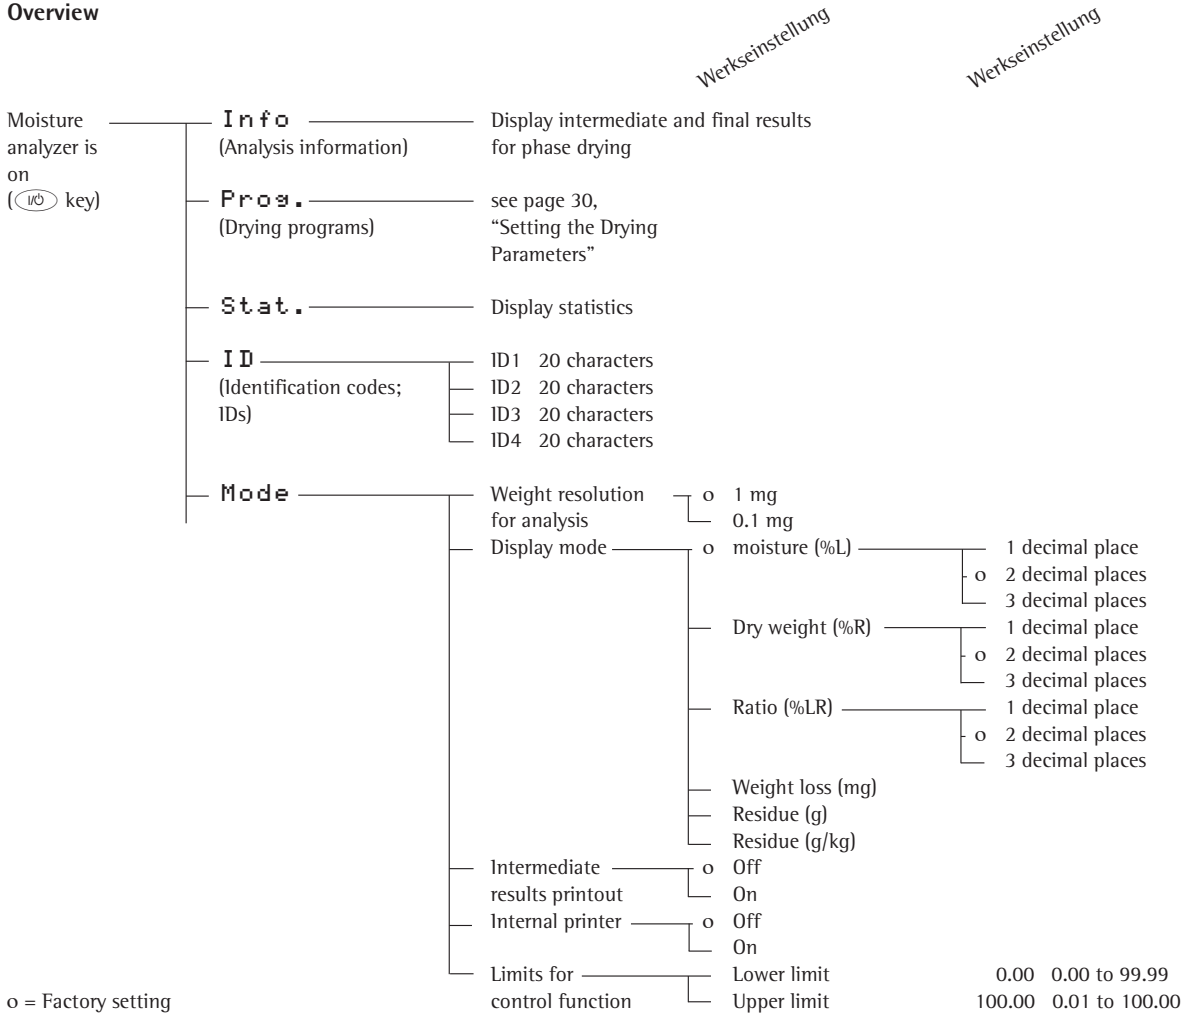 Overview
Werkseinstellung
Werkseinstellung
Moisture
analyzer is
on
(I/⏻ key)
Info
(Analysis information)
Display intermediate and final results
for phase drying
Prog.
(Drying programs)
see page 30,
“Setting the Drying
Parameters”
Stat.
Display statistics
ID
(Identification codes;
IDs)
ID1 20 characters
ID2 20 characters
ID3 20 characters
ID4 20 characters
Mode
Weight resolution
for analysis
o 1 mg
0.1 mg
Display mode
o moisture (%L)
1 decimal place
o 2 decimal places
3 decimal places
Dry weight (%R)
1 decimal place
o 2 decimal places
3 decimal places
Ratio (%LR)
1 decimal place
o 2 decimal places
3 decimal places
Weight loss (mg)
Residue (g)
Residue (g/kg)
Intermediate
results printout
o Off
On
Internal printer
o Off
On
Limits for
control function
Lower limit 0.00 0.00 to 99.99
Upper limit 100.00 0.01 to 100.00
o = Factory setting